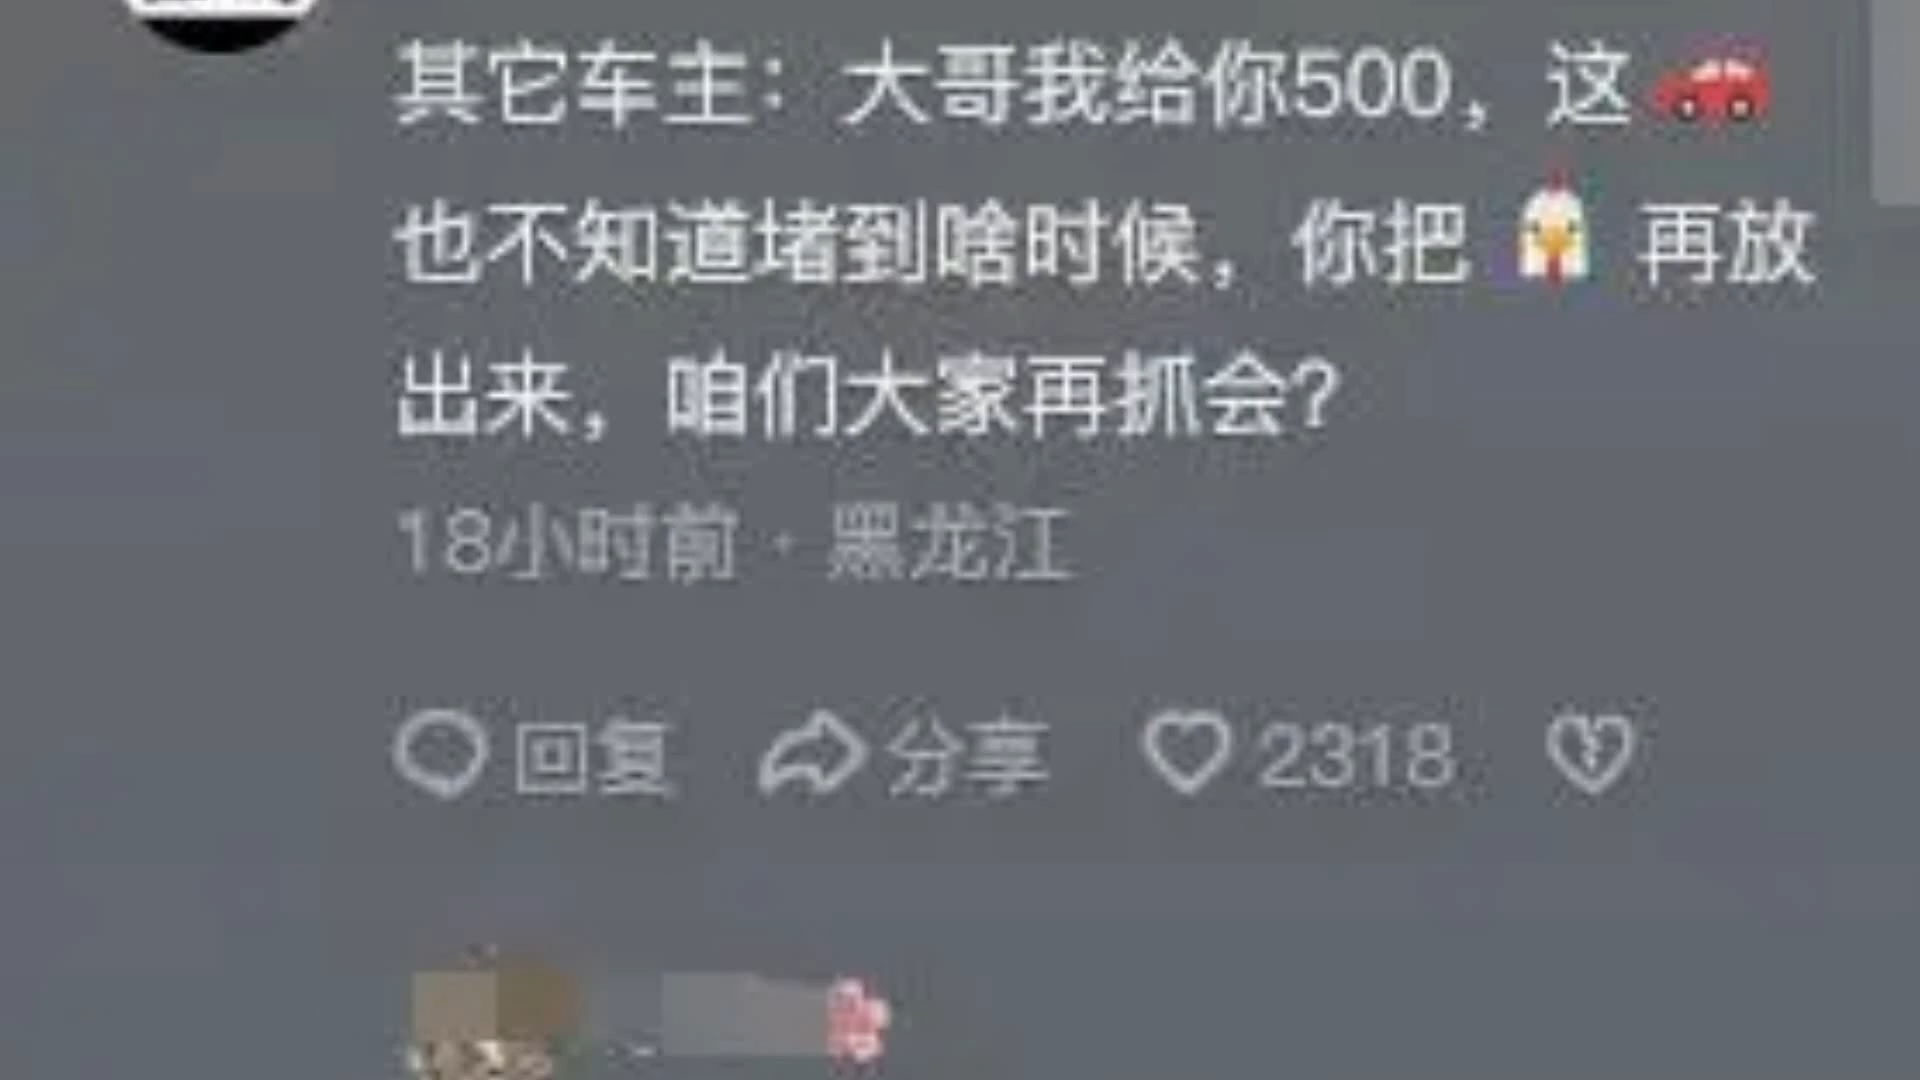 其它车主：大哥我给你500，这🚗
也不知道堵到啥时候，你把🐔再放
出来，咱们大家再抓会？
18小时前·黑龙江
回复 分享 2318